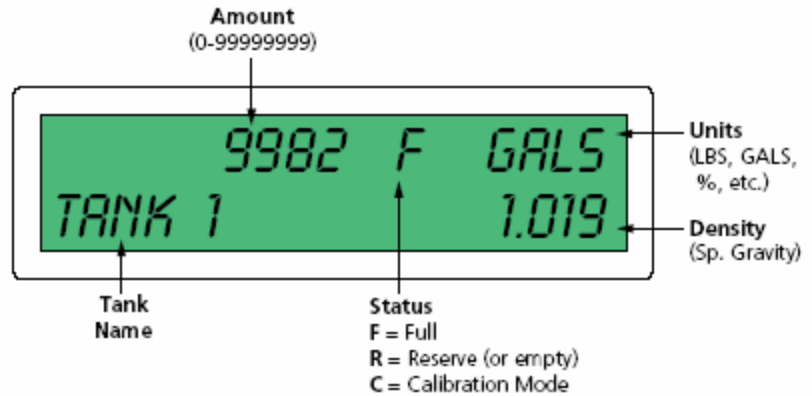 Amount
(0-99999999)
9982 F GALS
TANK 1 1.019
Units
(LBS, GALS,
%, etc.)
Density
(Sp. Gravity)
Tank
Name
Status
F = Full
R = Reserve (or empty)
C = Calibration Mode